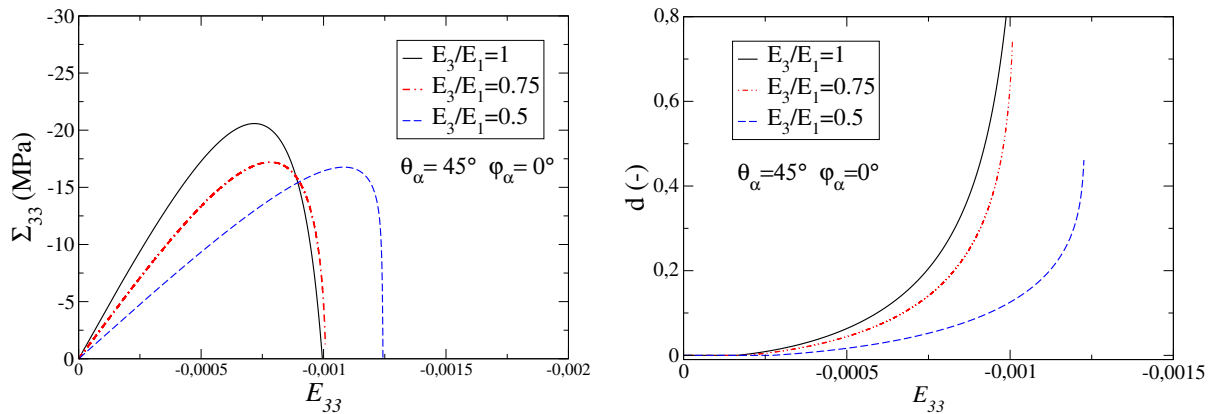 -30
-25
-20
-15
-10
-5
0
Σ33 (MPa)
E3/E1=1
E3/E1=0.75
E3/E1=0.5
θα= 45° φα= 0°
0 -0,0005 -0,001 -0,0015 -0,002
E33
0,8
0,6
0,4
0,2
0
d (-)
E3/E1=1
E3/E1=0.75
E3/E1=0.5
θα=45° φα=0°
0 -0,0005 -0,001 -0,0015
E33